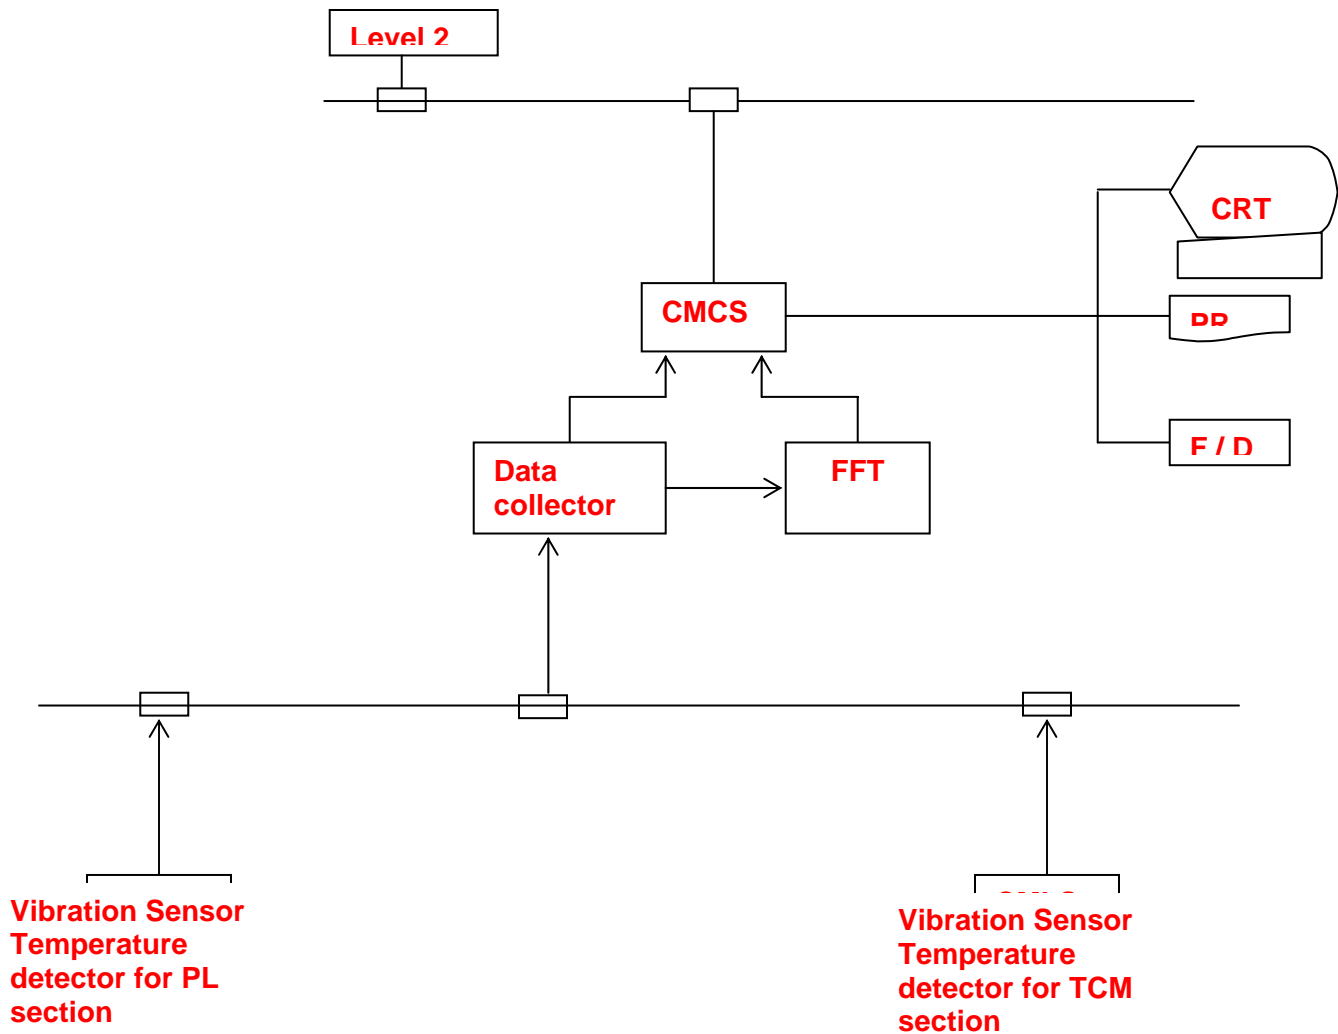 Level 2
CRT
CMCS
PR
Data
collector
FFT
Vibration Sensor
Temperature
detector for PL
section
Vibration Sensor
Temperature
detector for TCM
section